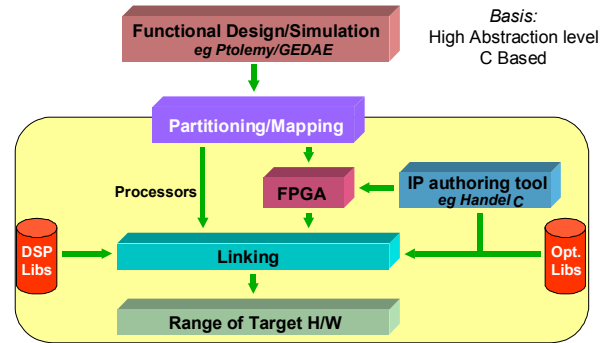 Functional Design/Simulation
eg Ptolemy/GEDAE
Basis:
High Abstraction level
C Based
Partitioning/Mapping
Processors
FPGA
IP authoring tool
eg Handel C
DSP
Libs
Linking
Opt.
Libs
Range of Target H/W